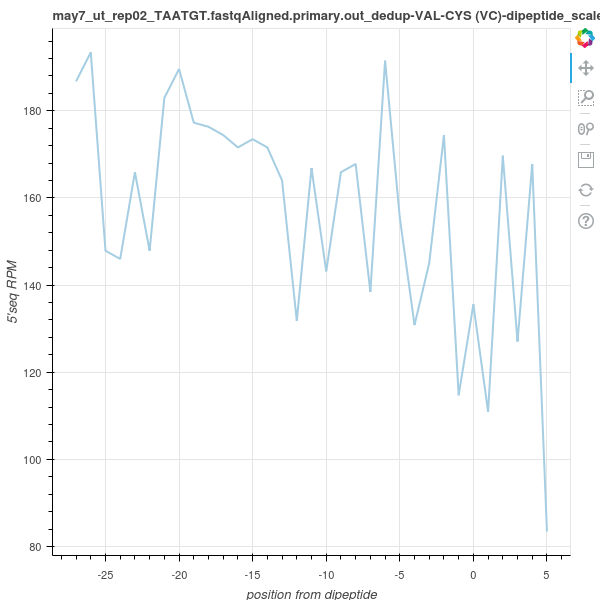 may7_ut_rep02_TAATGT.fastqAligned.primary.out_dedup-VAL-CYS (VC)-dipeptide_scale
180
160
140
120
100
80
5'seq RPM
-25 -20 -15 -10 -5 0 5
position from dipeptide